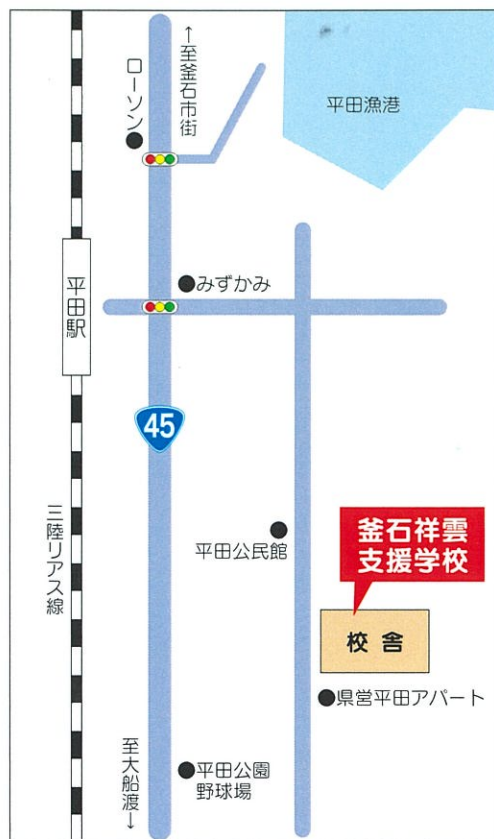 ←至釜石市街
ローソン
平田漁港
みずかみ
平田駅
45
三陸リアス線
平田公民館
釜石祥雲
支援学校
校舎
県営平田アパート
至大船渡→
平田公園
野球場